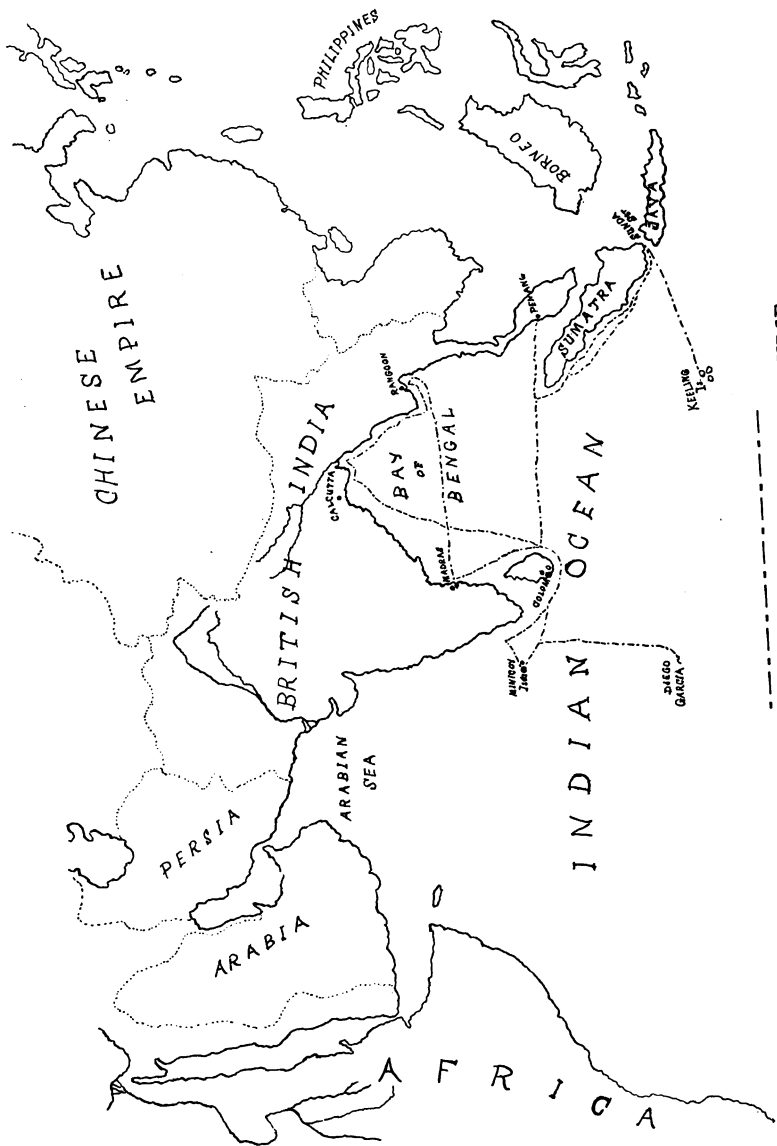 CHINESE
EMPIRE
PHILIPPINES
BORNEO
PERSIA
ARABIA
BRITISH INDIA
CALCUTTA
RANGOON
BAY
OF
BENGAL
MADRAS
COLOMBO
PENANG
SUMATRA
SUNDA
STR
JAVA
KEELING
Is
ARABIAN
SEA
MINICOY
DIEGO
GARCIA
INDIAN OCEAN
AFRICA